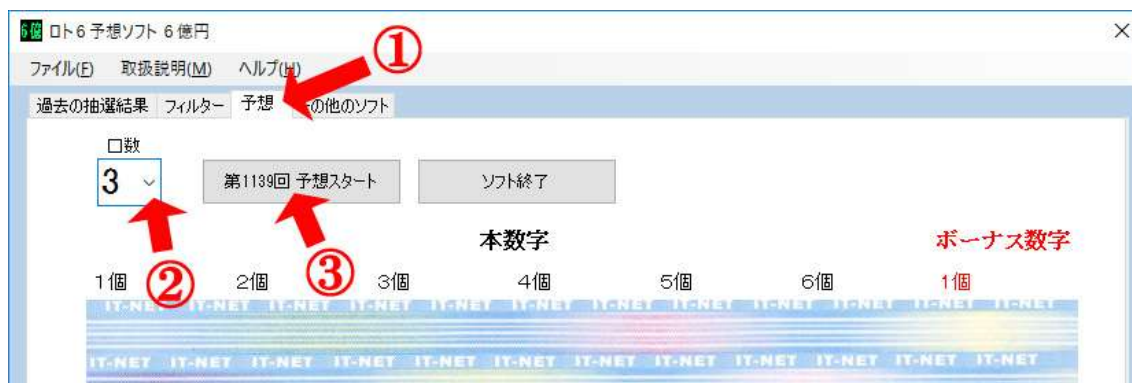 6億 ロト6 予想ソフト 6億円
ファイル(F) 取扱説明(M) ヘルプ(H)
①
過去の抽選結果 フィルター 予想 その他のソフト
口数
3 第1139回 予想スタート ソフト終了
② ③
本数字 ボーナス数字
1個 2個 3個 4個 5個 6個 1個
IT-NET IT-NET IT-NET IT-NET IT-NET IT-NET IT-NET IT-NET IT-NET IT-NET IT-NET IT-NET
IT-NET IT-NET IT-NET IT-NET IT-NET IT-NET IT-NET IT-NET IT-NET IT-NET IT-NET IT-NET